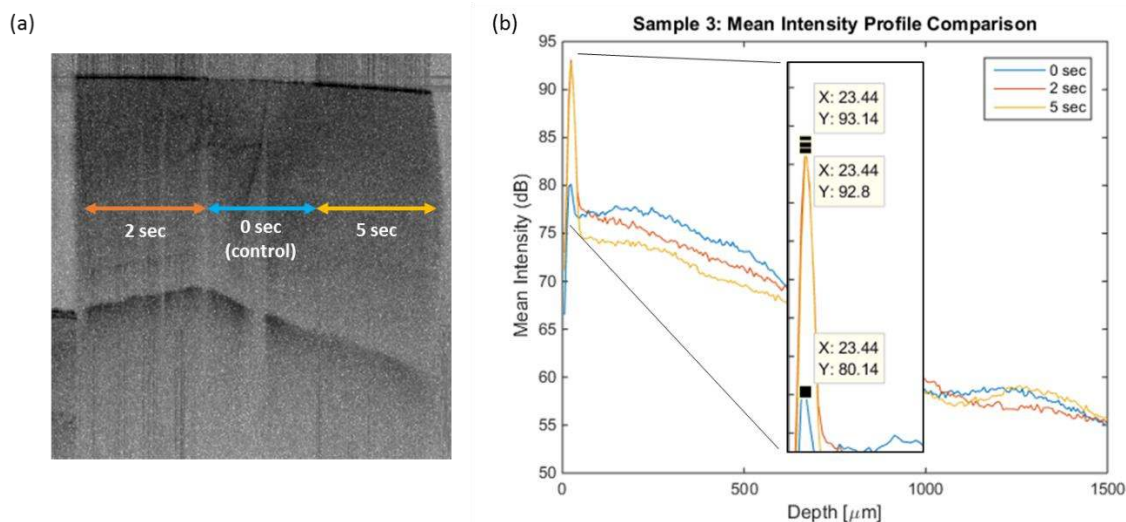 (a)
2 sec
0 sec
(control)
5 sec
(b)
Sample 3: Mean Intensity Profile Comparison
95
90
85
80
75
70
65
60
55
50
Mean Intensity (dB)
0 sec
2 sec
5 sec
X: 23.44
Y: 93.14
X: 23.44
Y: 92.8
X: 23.44
Y: 80.14
0
500
1000
1500
Depth [μm]